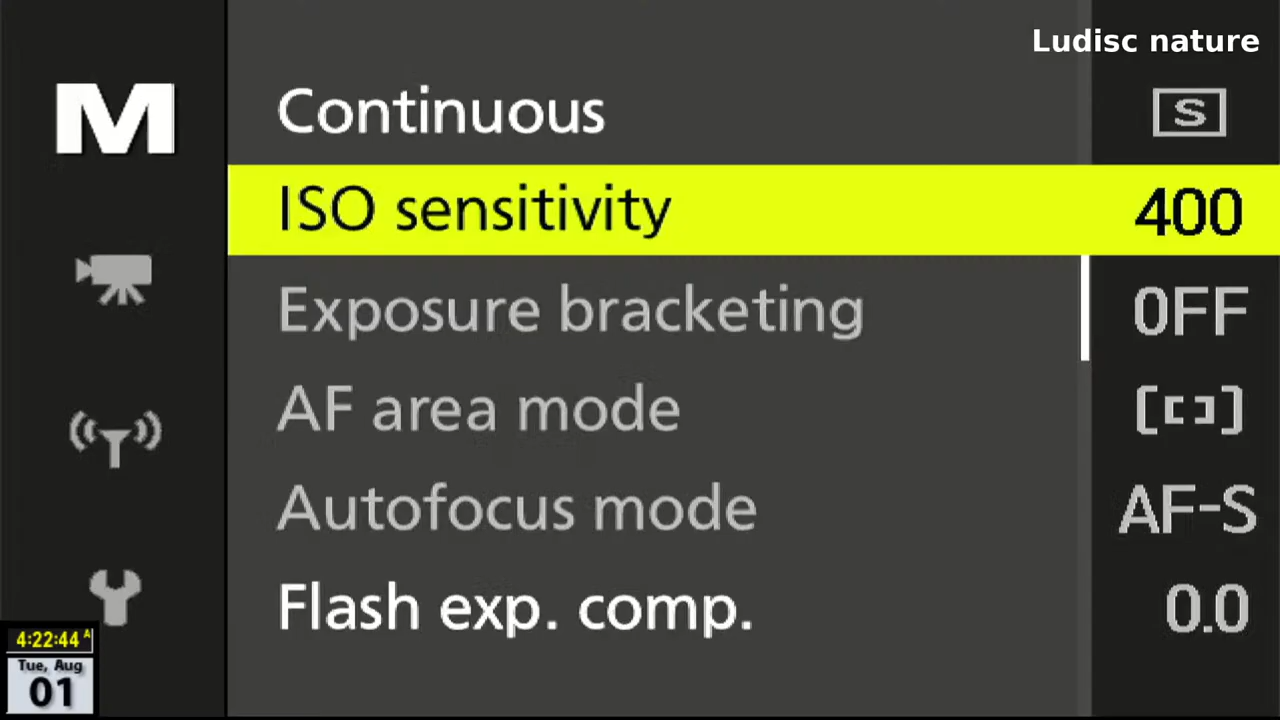 Ludisc nature
M
Continuous
S
ISO sensitivity
400
Exposure bracketing
OFF
AF area mode
Autofocus mode
AF-S
Flash exp. comp.
0.0
4:22:44 A
Tue, Aug
01